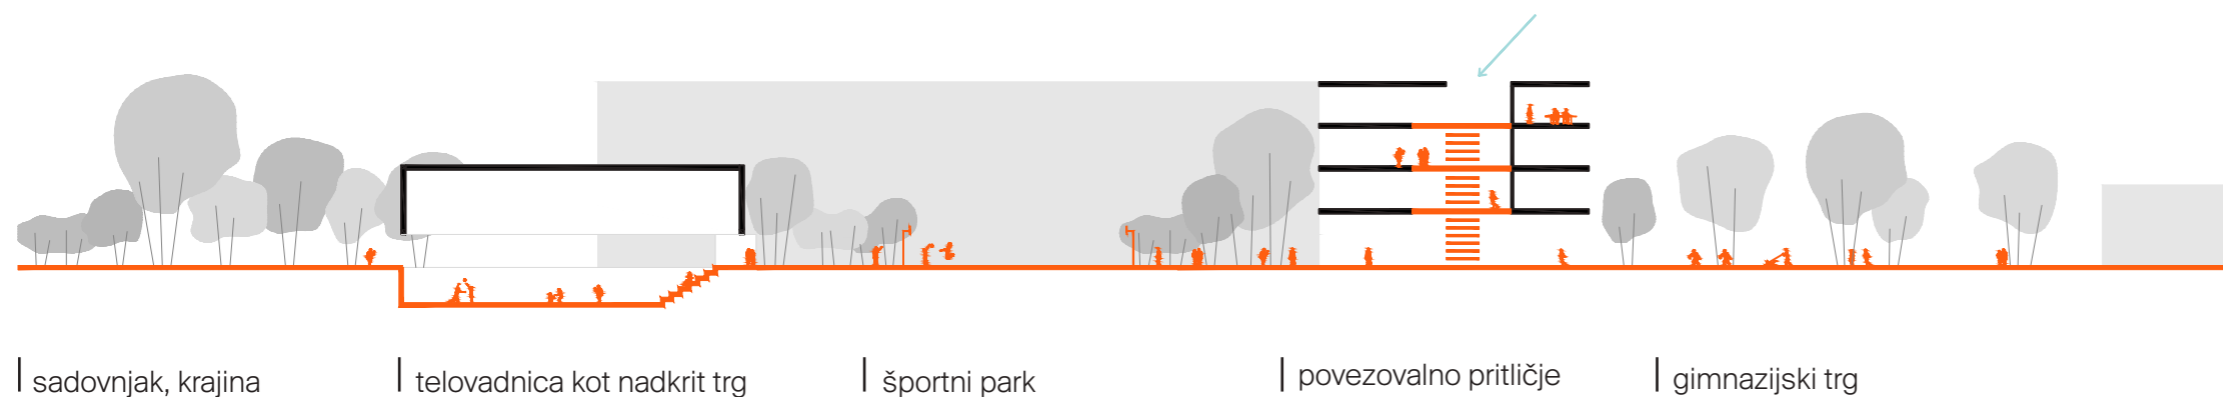 sadovnjak, krajina
telovadnica kot nadkrit trg
športni park
povezovalno pritličje
gimnazijski trg